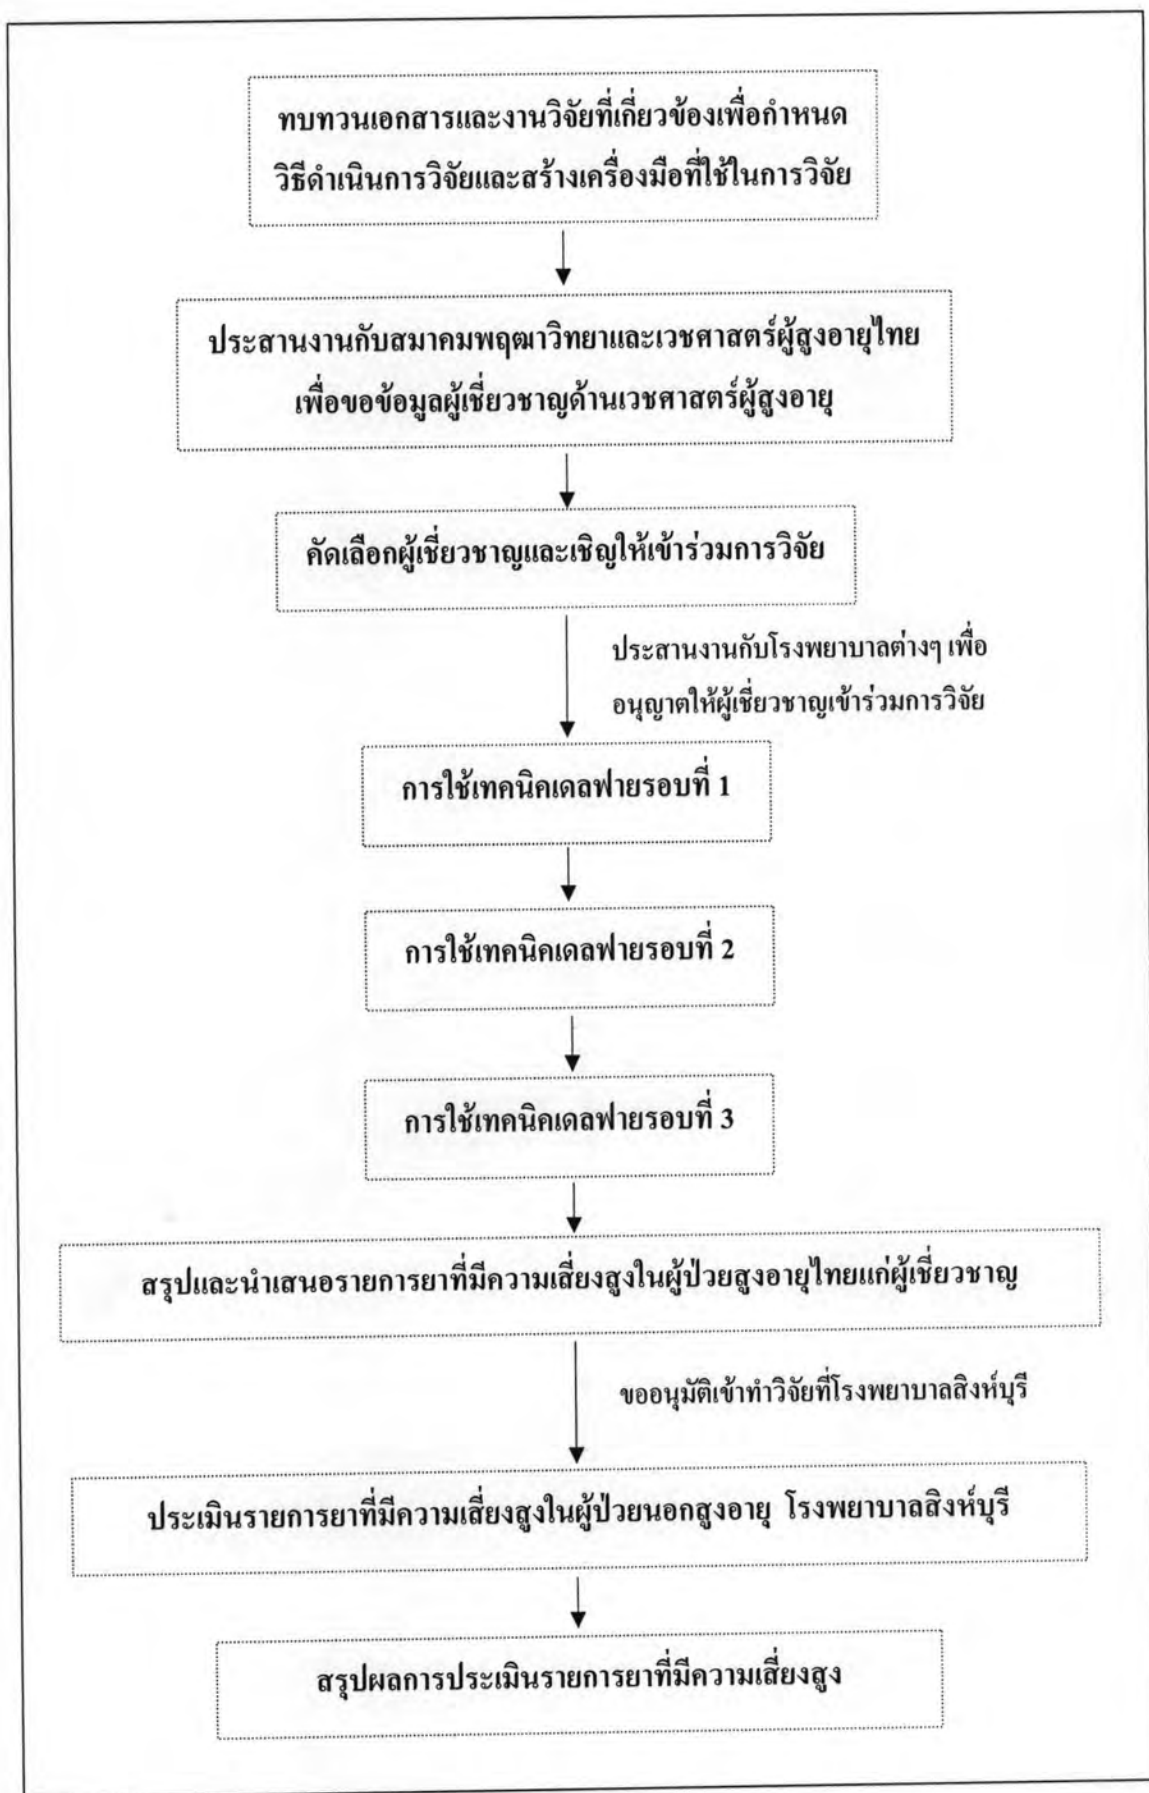 ทบทวนเอกสารและงานวิจัยที่เกี่ยวข้องเพื่อกำหนด
วิธีดำเนินการวิจัยและสร้างเครื่องมือที่ใช้ในการวิจัย
ประสานงานกับสมาคมพฤฒาวิทยาและเวชศาสตร์ผู้สูงอายุไทย
เพื่อขอข้อมูลผู้เชี่ยวชาญด้านเวชศาสตร์ผู้สูงอายุ
คัดเลือกผู้เชี่ยวชาญและเชิญให้เข้าร่วมการวิจัย
ประสานงานกับโรงพยาบาลต่างๆ เพื่อ
อนุญาตให้ผู้เชี่ยวชาญเข้าร่วมการวิจัย
การใช้เทคนิคเดลฟายรอบที่ 1
การใช้เทคนิคเดลฟายรอบที่ 2
การใช้เทคนิคเดลฟายรอบที่ 3
สรุปและนำเสนอรายการยาที่มีความเสี่ยงสูงในผู้ป่วยสูงอายุไทยแก่ผู้เชี่ยวชาญ
ขออนุมัติเข้าทำวิจัยที่โรงพยาบาลสิงห์บุรี
ประเมินรายการยาที่มีความเสี่ยงสูงในผู้ป่วยนอกสูงอายุ โรงพยาบาลสิงห์บุรี
สรุปผลการประเมินรายการยาที่มีความเสี่ยงสูง